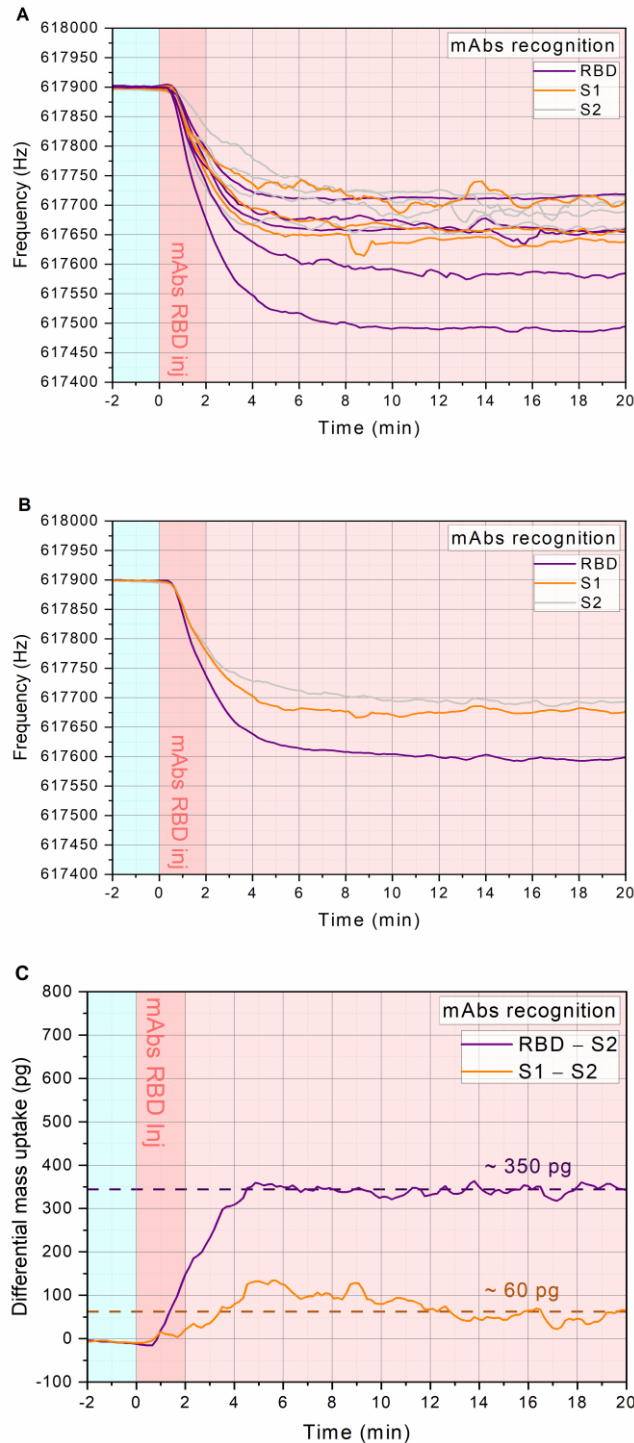 A
618000
617950
617900
617850
617800
617750
617700
617650
617600
617550
617500
617450
617400
Frequency (Hz)
mAbs recognition
RBD
S1
S2
mAbs RBD inj
-2 0 2 4 6 8 10 12 14 16 18 20
Time (min)
B
618000
617950
617900
617850
617800
617750
617700
617650
617600
617550
617500
617450
617400
Frequency (Hz)
mAbs recognition
RBD
S1
S2
mAbs RBD inj
-2 0 2 4 6 8 10 12 14 16 18 20
Time (min)
C
800
700
600
500
400
300
200
100
0
-100
Differential mass uptake (pg)
mAbs RBD Inj
mAbs recognition
RBD – S2
S1 – S2
~ 350 pg
~ 60 pg
-2 0 2 4 6 8 10 12 14 16 18 20
Time (min)